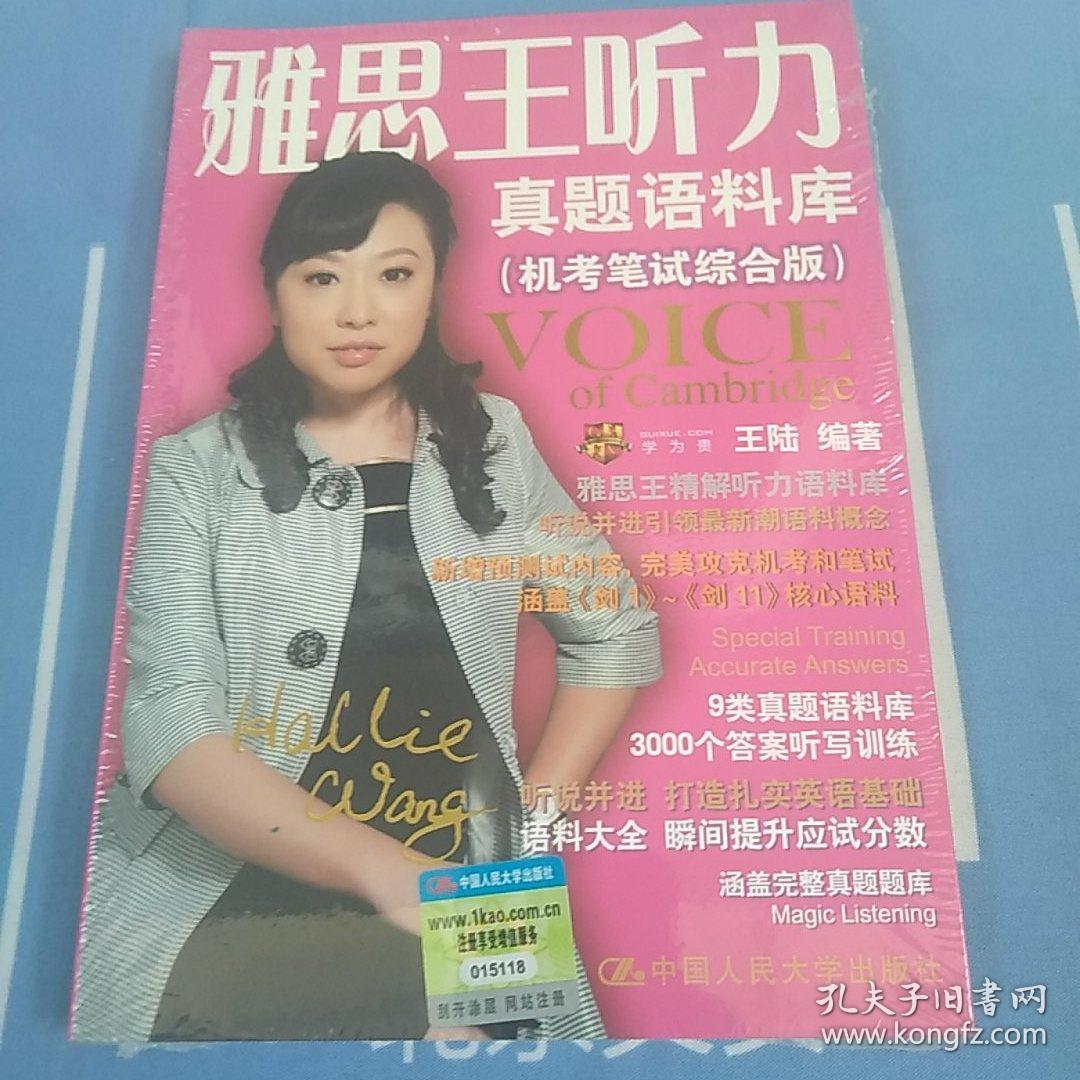 雅思王听力
真题语料库
(机考笔试综合版)
VOICE
of Cambridge
GUIXUE.COM
学为贵
王陆 编著
雅思王精解听力语料库
听说并进引领最新潮语料概念
新增预测试内容,完美攻克机考和笔试
涵盖《剑1》~《剑11》核心语料
Special Training
Accurate Answers
9类真题语料库
3000个答案听写训练
Hallie
Wang
听说并进 打造扎实英语基础
语料大全 瞬间提升应试分数
涵盖完整真题题库
Magic Listening
中国人民大学出版社
www.1kao.com.cn
注册享受增值服务
015118
刮开涂层 网站注册
中国人民大学出版社
孔夫子旧書网
www.kongfz.com